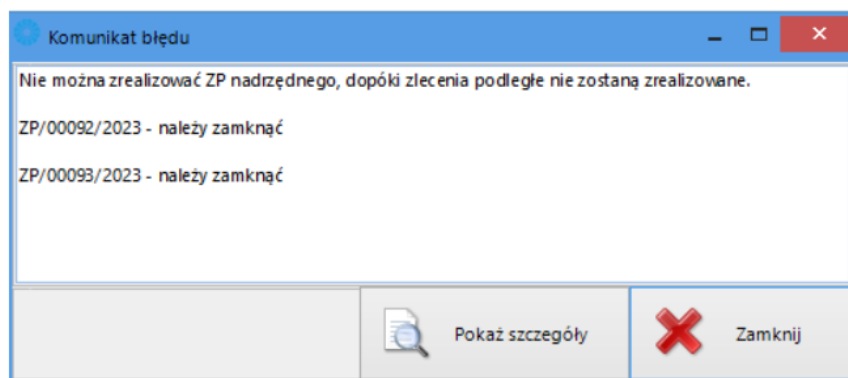 Komunikat błędu
Nie można zrealizować ZP nadrzędnego, dopóki zlecenia podległe nie zostaną zrealizowane.
ZP/00092/2023 - należy zamknąć
ZP/00093/2023 - należy zamknąć
Pokaż szczegóły
Zamknij